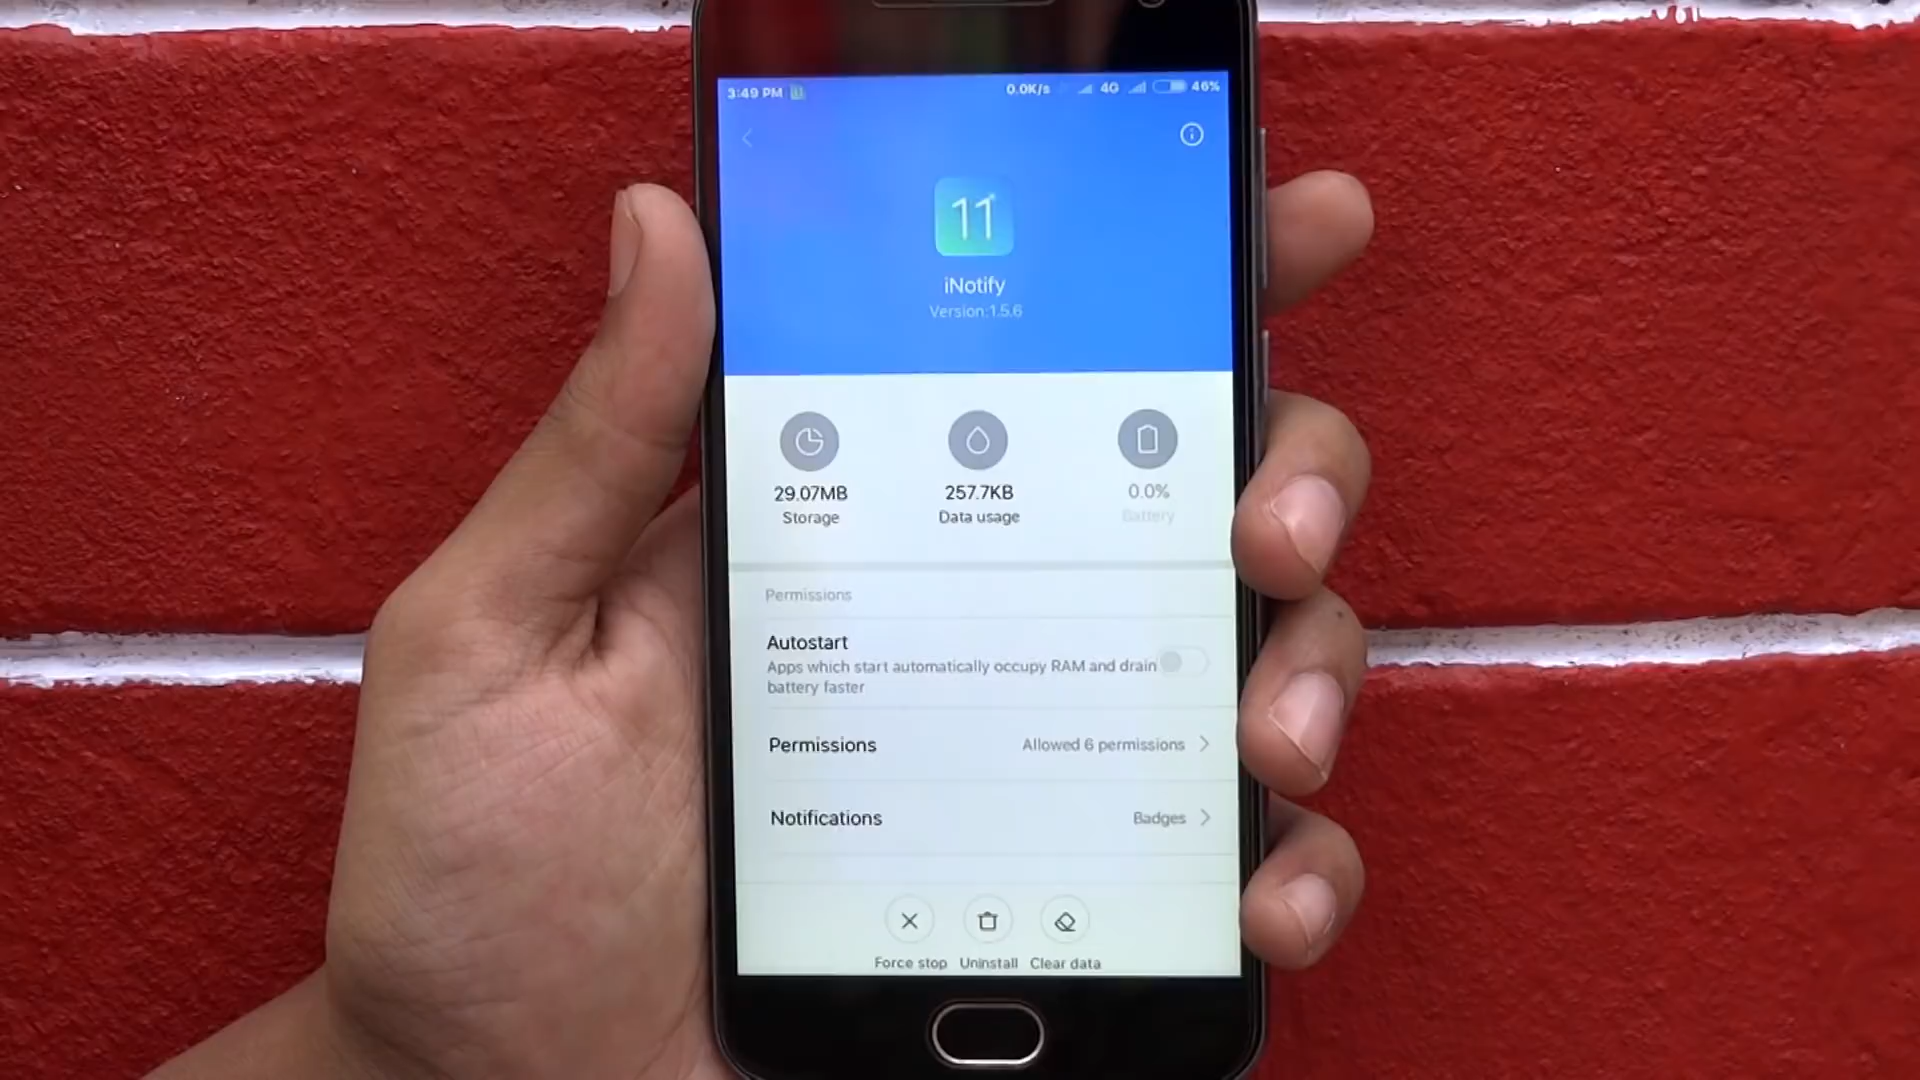 3:49 PM 0.0K/s 4G 46%
11
iNotify
Version:1.5.6
29.07MB 257.7KB 0.0%
Storage Data usage Battery
Permissions
Autostart
Apps which start automatically occupy RAM and drain
battery faster
Permissions Allowed 6 permissions
Notifications Badges
Force stop Uninstall Clear data